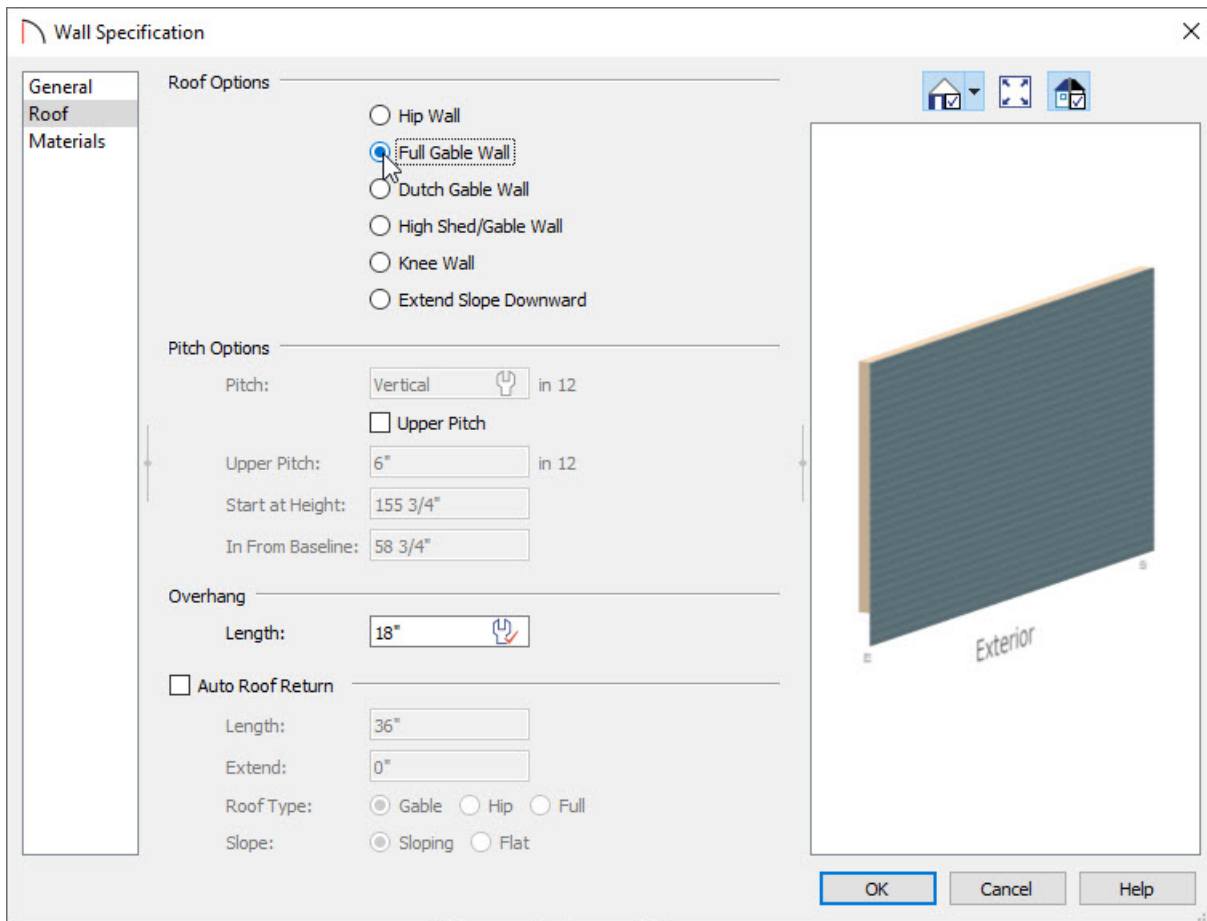 Wall Specification
General
Roof
Materials
Roof Options
Hip Wall
Full Gable Wall
Dutch Gable Wall
High Shed/Gable Wall
Knee Wall
Extend Slope Downward
Pitch Options
Pitch: Vertical in 12
Upper Pitch
Upper Pitch: 6" in 12
Start at Height: 155 3/4"
In From Baseline: 58 3/4"
Overhang
Length: 18"
Auto Roof Return
Length: 36"
Extend: 0"
Roof Type: Gable Hip Full
Slope: Sloping Flat
Exterior
OK Cancel Help